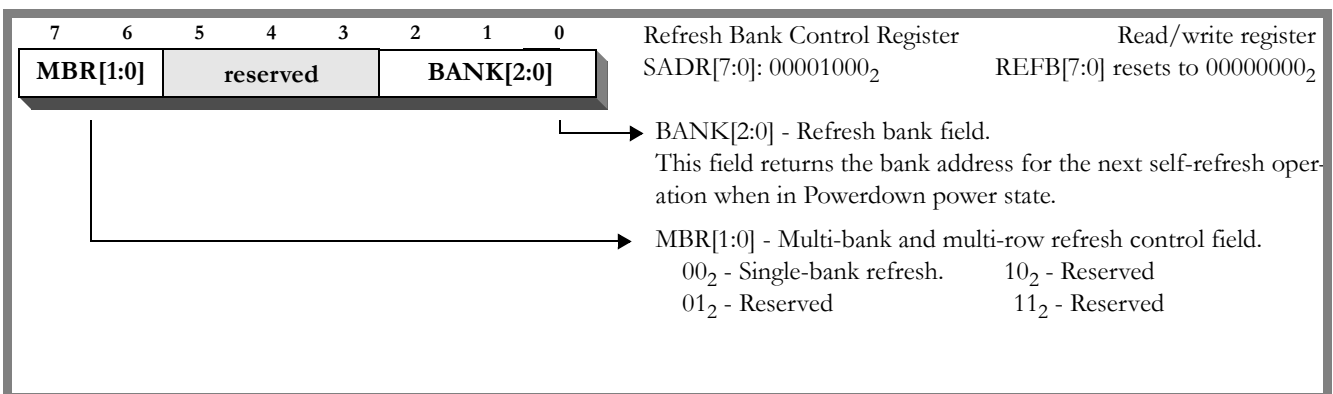 7 6 5 4 3 2 1 0
MBR[1:0] reserved BANK[2:0]
Refresh Bank Control Register Read/write register
SADR[7:0]: 00001000₂ REFB[7:0] resets to 00000000₂
BANK[2:0] - Refresh bank field.
This field returns the bank address for the next self-refresh oper-
ation when in Powerdown power state.
MBR[1:0] - Multi-bank and multi-row refresh control field.
00₂ - Single-bank refresh. 10₂ - Reserved
01₂ - Reserved 11₂ - Reserved